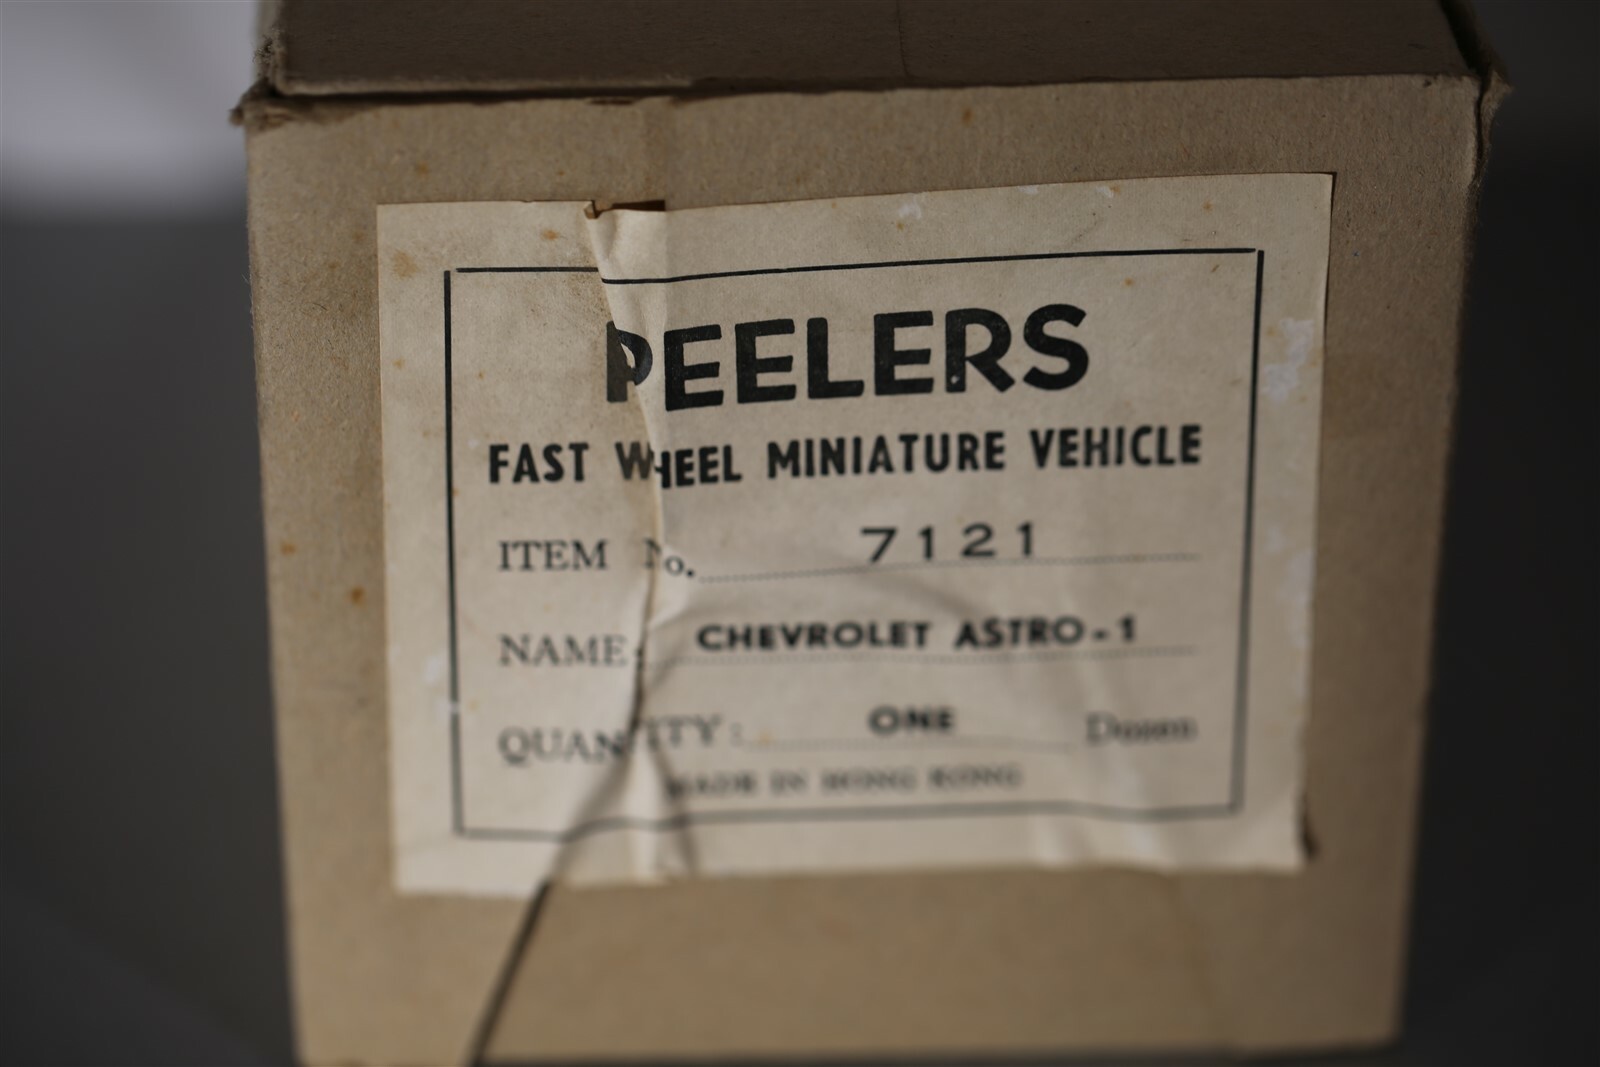 PEELERS
FAST WHEEL MINIATURE VEHICLE
ITEM No. 7121
NAME: CHEVROLET ASTRO-1
QUANTITY: ONE Dozen
MADE IN HONG KONG